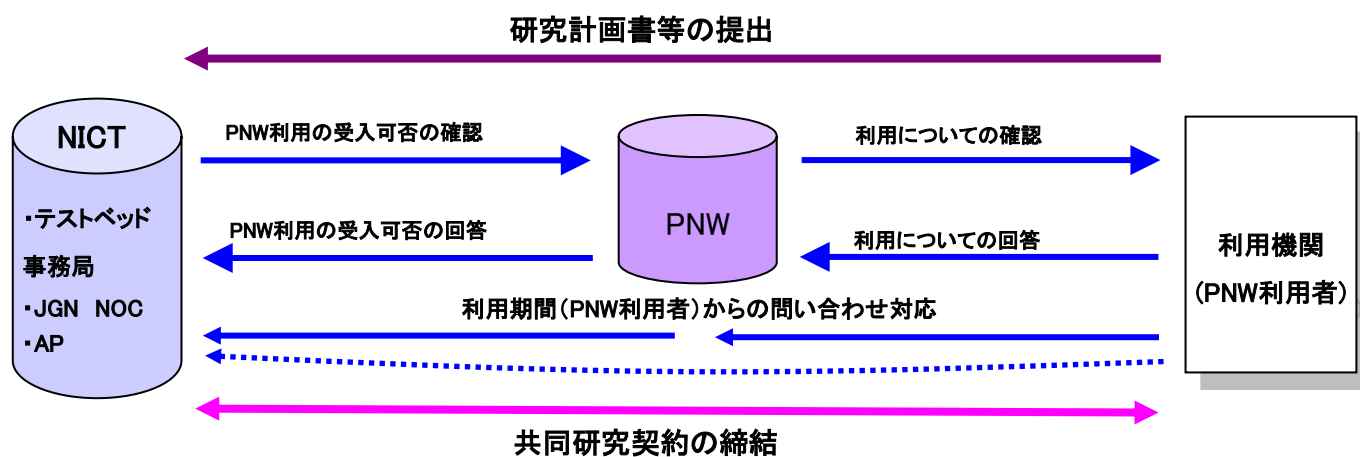 研究計画書等の提出
NICT
PNW利用の受入可否の確認
利用についての確認
・テストベッド
事務局
・JGN NOC
・AP
PNW利用の受入可否の回答
PNW
利用についての回答
利用機関
(PNW利用者)
利用期間(PNW利用者)からの問い合わせ対応
共同研究契約の締結